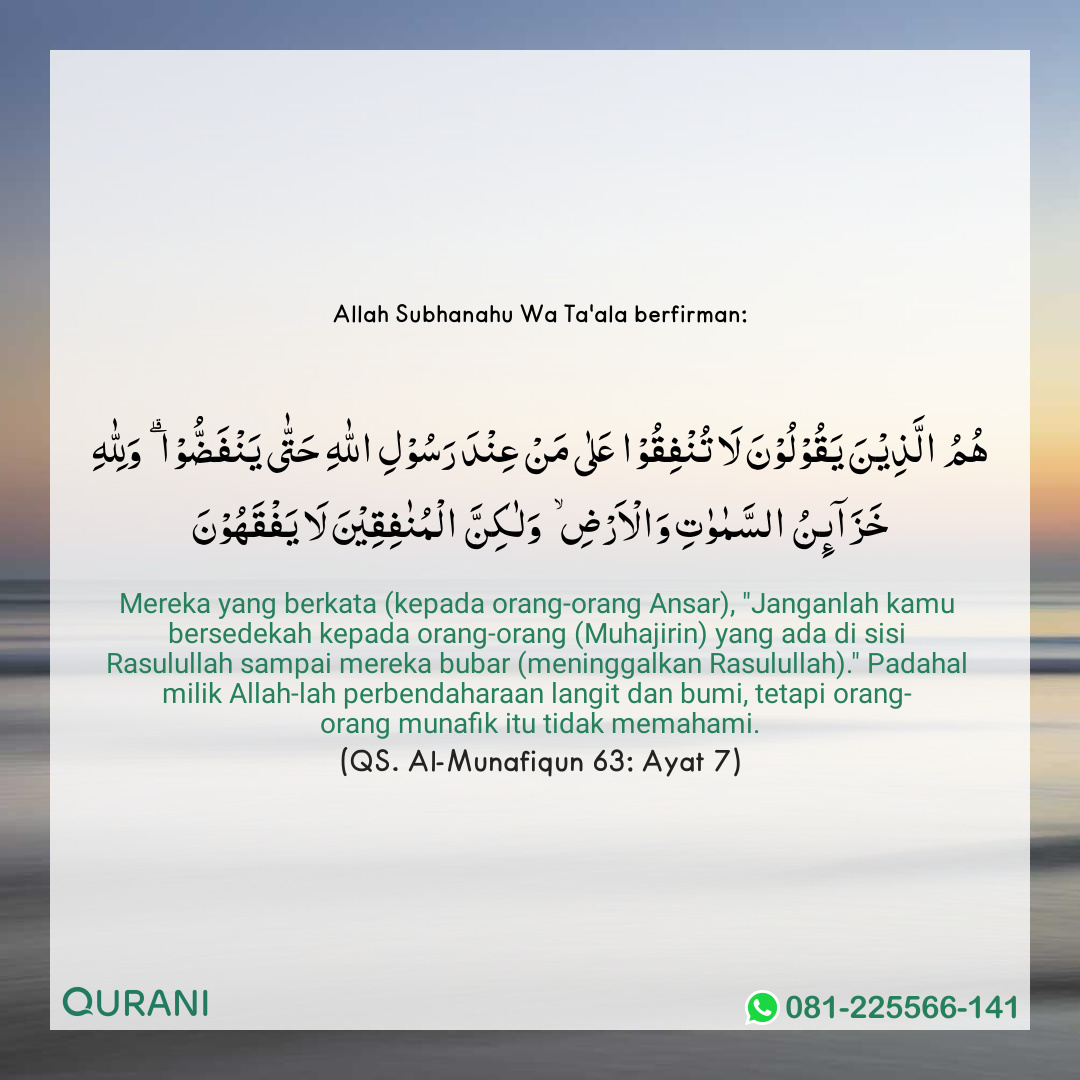 Allah Subhanahu Wa Ta'ala berfirman:
هُمُ الَّذِيْنَ يَقُوْلُوْنَ لَا تُنْفِقُوْا عَلٰى مَنْ عِنْدَ رَسُوْلِ اللّٰهِ حَتّٰى يَنْفَضُّوْاۗ وَلِلّٰهِ
خَزَآىِٕنُ السَّمٰوٰتِ وَالْاَرْضِۙ وَلٰكِنَّ الْمُنٰفِقِيْنَ لَا يَفْقَهُوْنَ
Mereka yang berkata (kepada orang-orang Ansar), "Janganlah kamu
bersedekah kepada orang-orang (Muhajirin) yang ada di sisi
Rasulullah sampai mereka bubar (meninggalkan Rasulullah)." Padahal
milik Allah-lah perbendaharaan langit dan bumi, tetapi orang-
orang munafik itu tidak memahami.
(QS. Al-Munafiqun 63: Ayat 7)
QURANI
081-225566-141